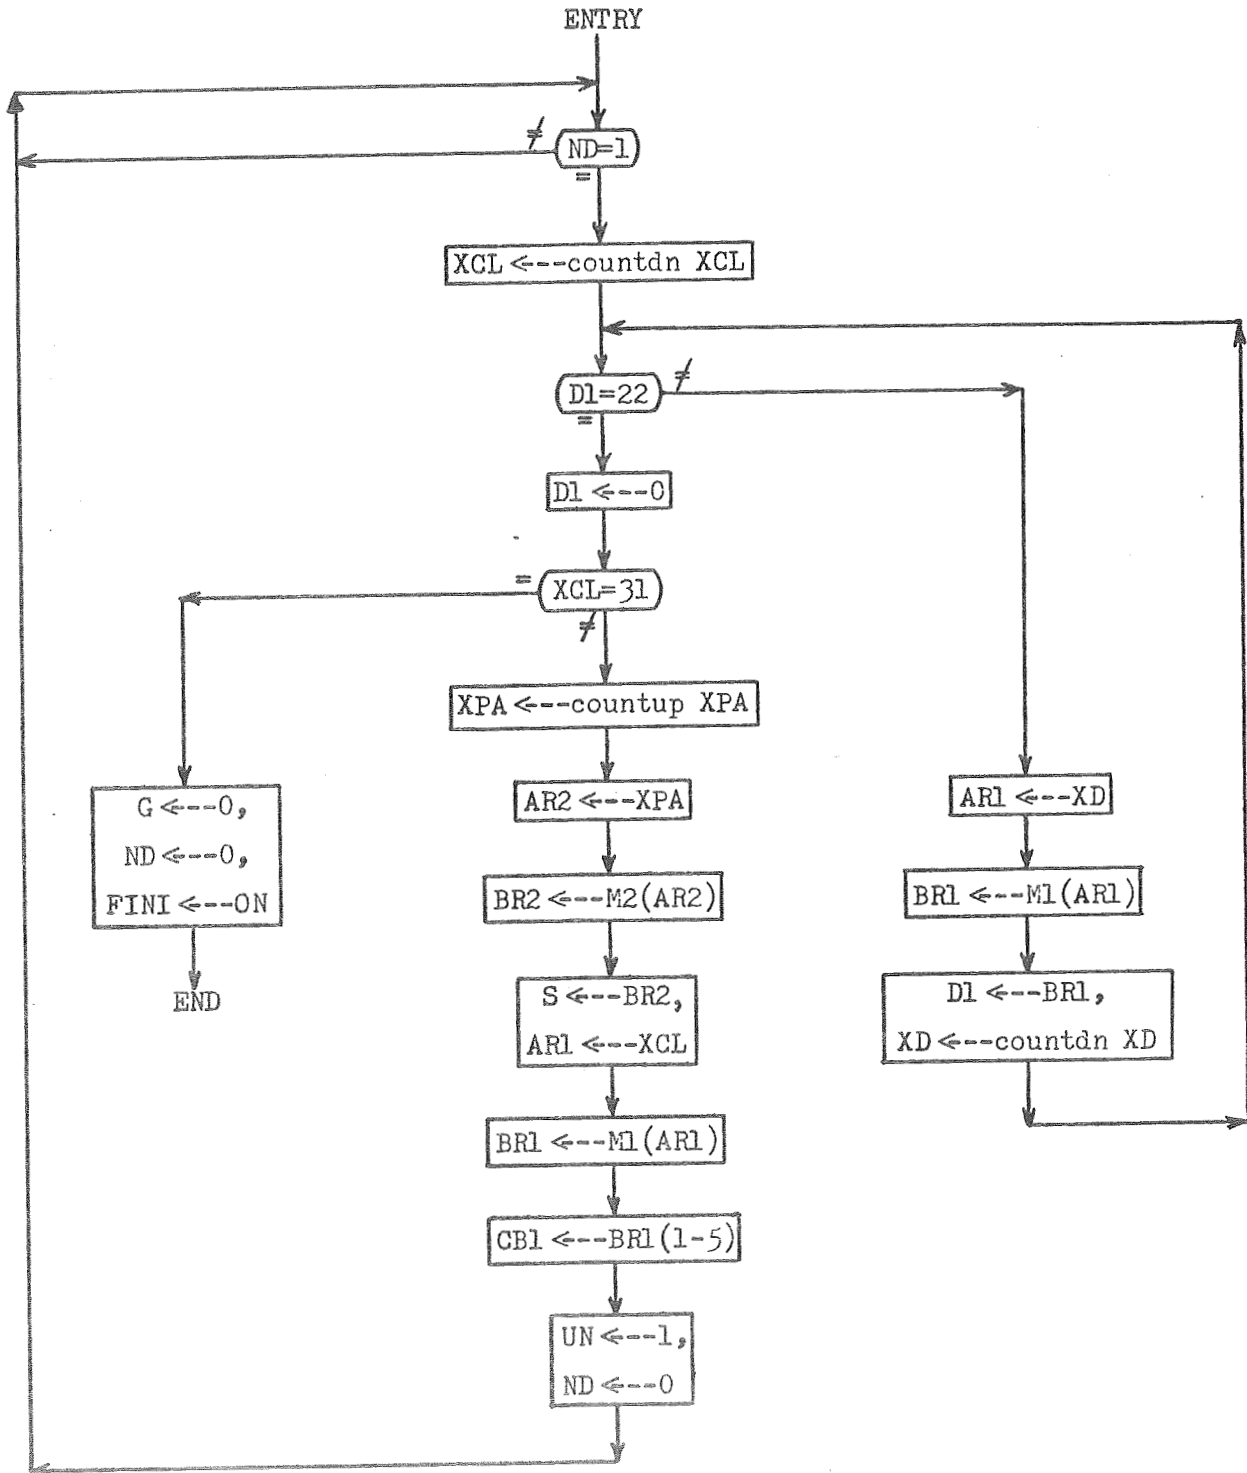 ENTRY
≠
ND=1
=
XCL <---countdn XCL
≠
D1=22
=
D1 <---0
=
XCL=31
≠
XPA <---countup XPA
G <---0,
ND <---0,
FINI <---ON
END
AR2 <---XPA
BR2 <---M2(AR2)
S <---BR2,
AR1 <---XCL
BR1 <---M1(AR1)
CB1 <---BR1(1-5)
UN <---1,
ND <---0
AR1 <---XD
BR1 <---M1(AR1)
D1 <---BR1,
XD <---countdn XD